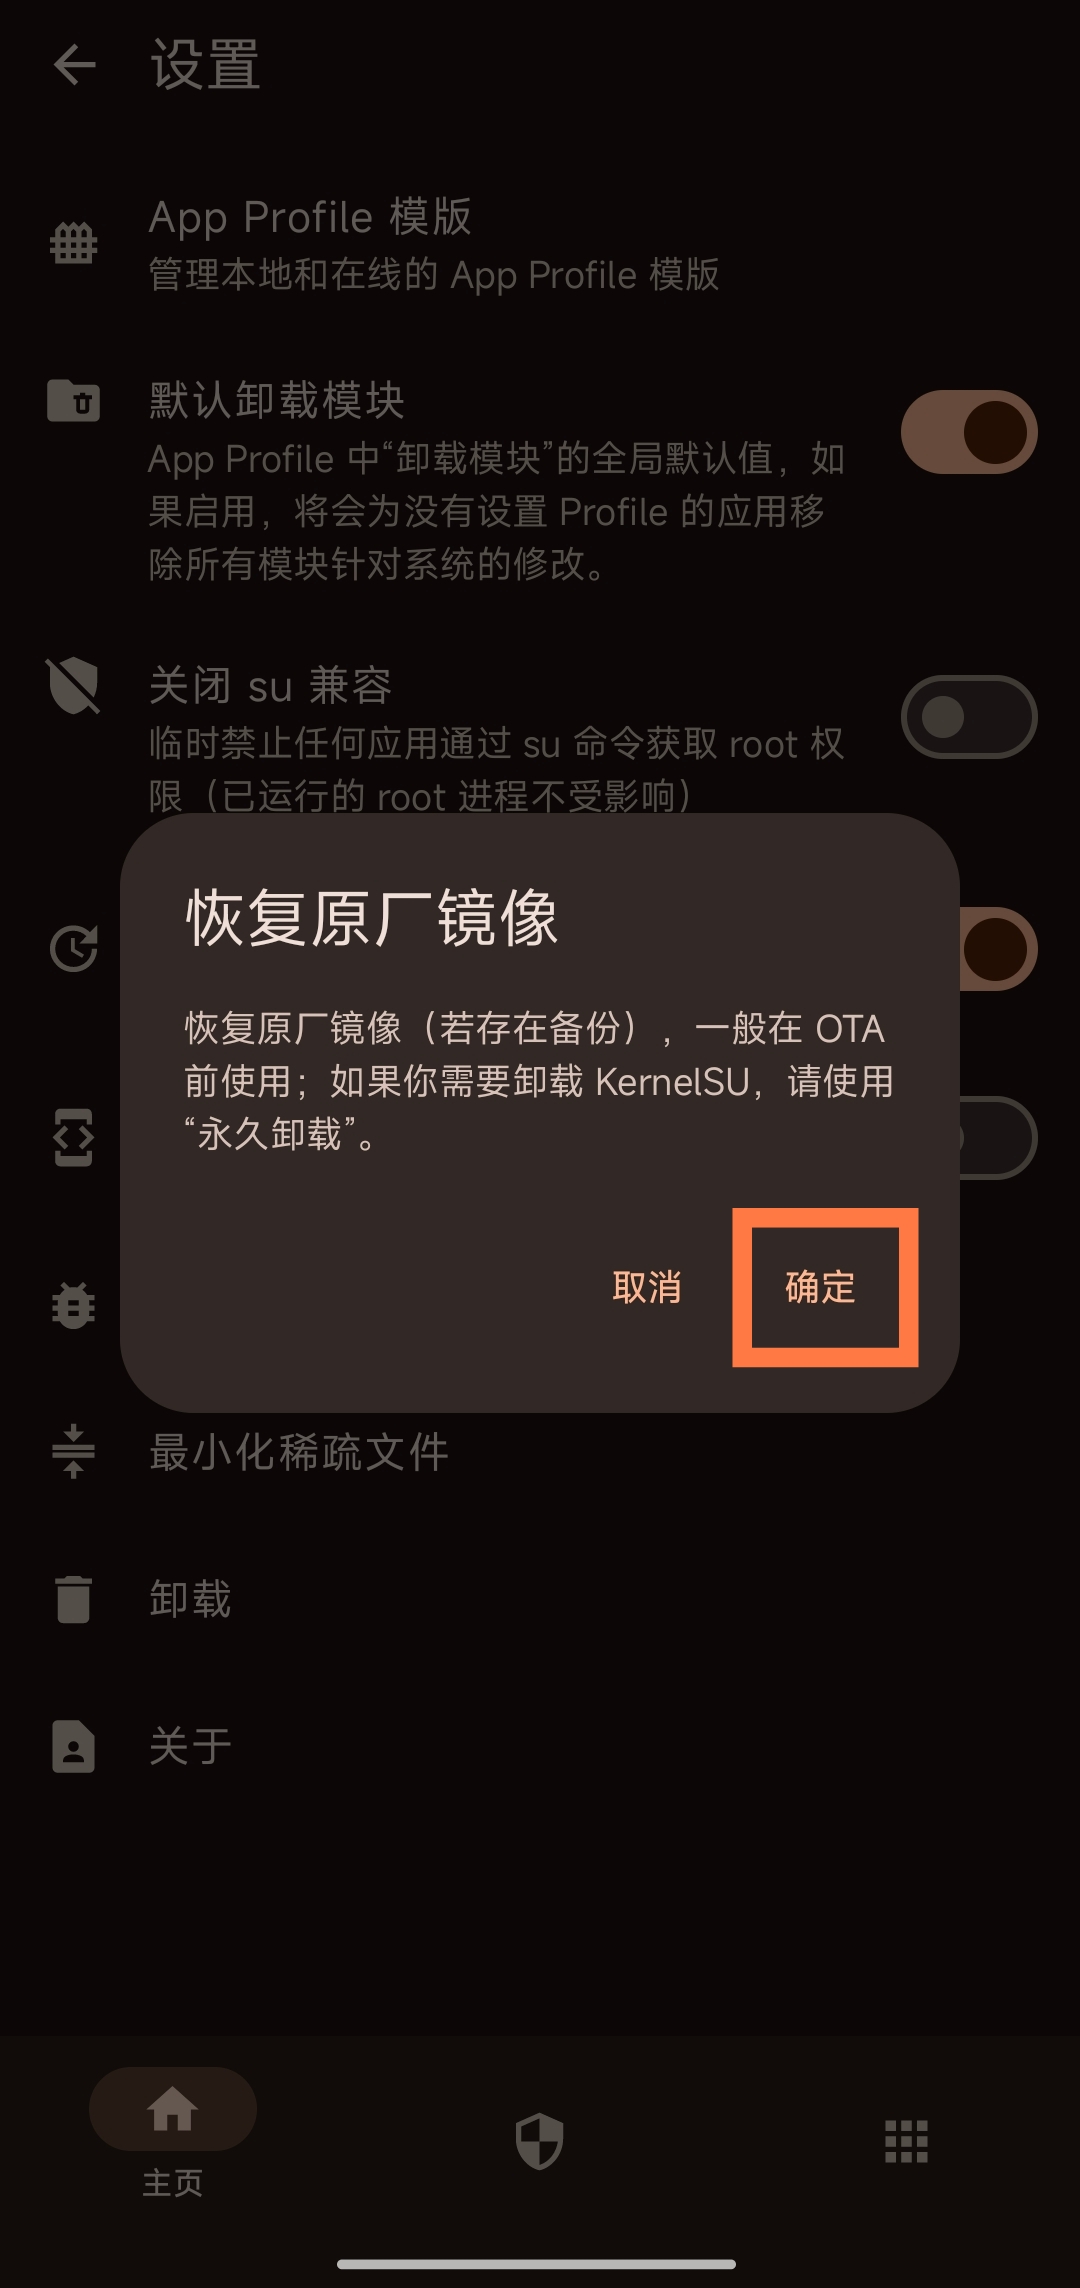 设置
App Profile 模版
管理本地和在线的 App Profile 模版
默认卸载模块
App Profile 中“卸载模块”的全局默认值，如
果启用，将会为没有设置 Profile 的应用移
除所有模块针对系统的修改。
关闭 su 兼容
临时禁止任何应用通过 su 命令获取 root 权
限（已运行的 root 进程不受影响）
恢复原厂镜像
恢复原厂镜像（若存在备份），一般在 OTA
前使用；如果你需要卸载 KernelSU，请使用
“永久卸载”。
取消 确定
最小化稀疏文件
卸载
关于
主页